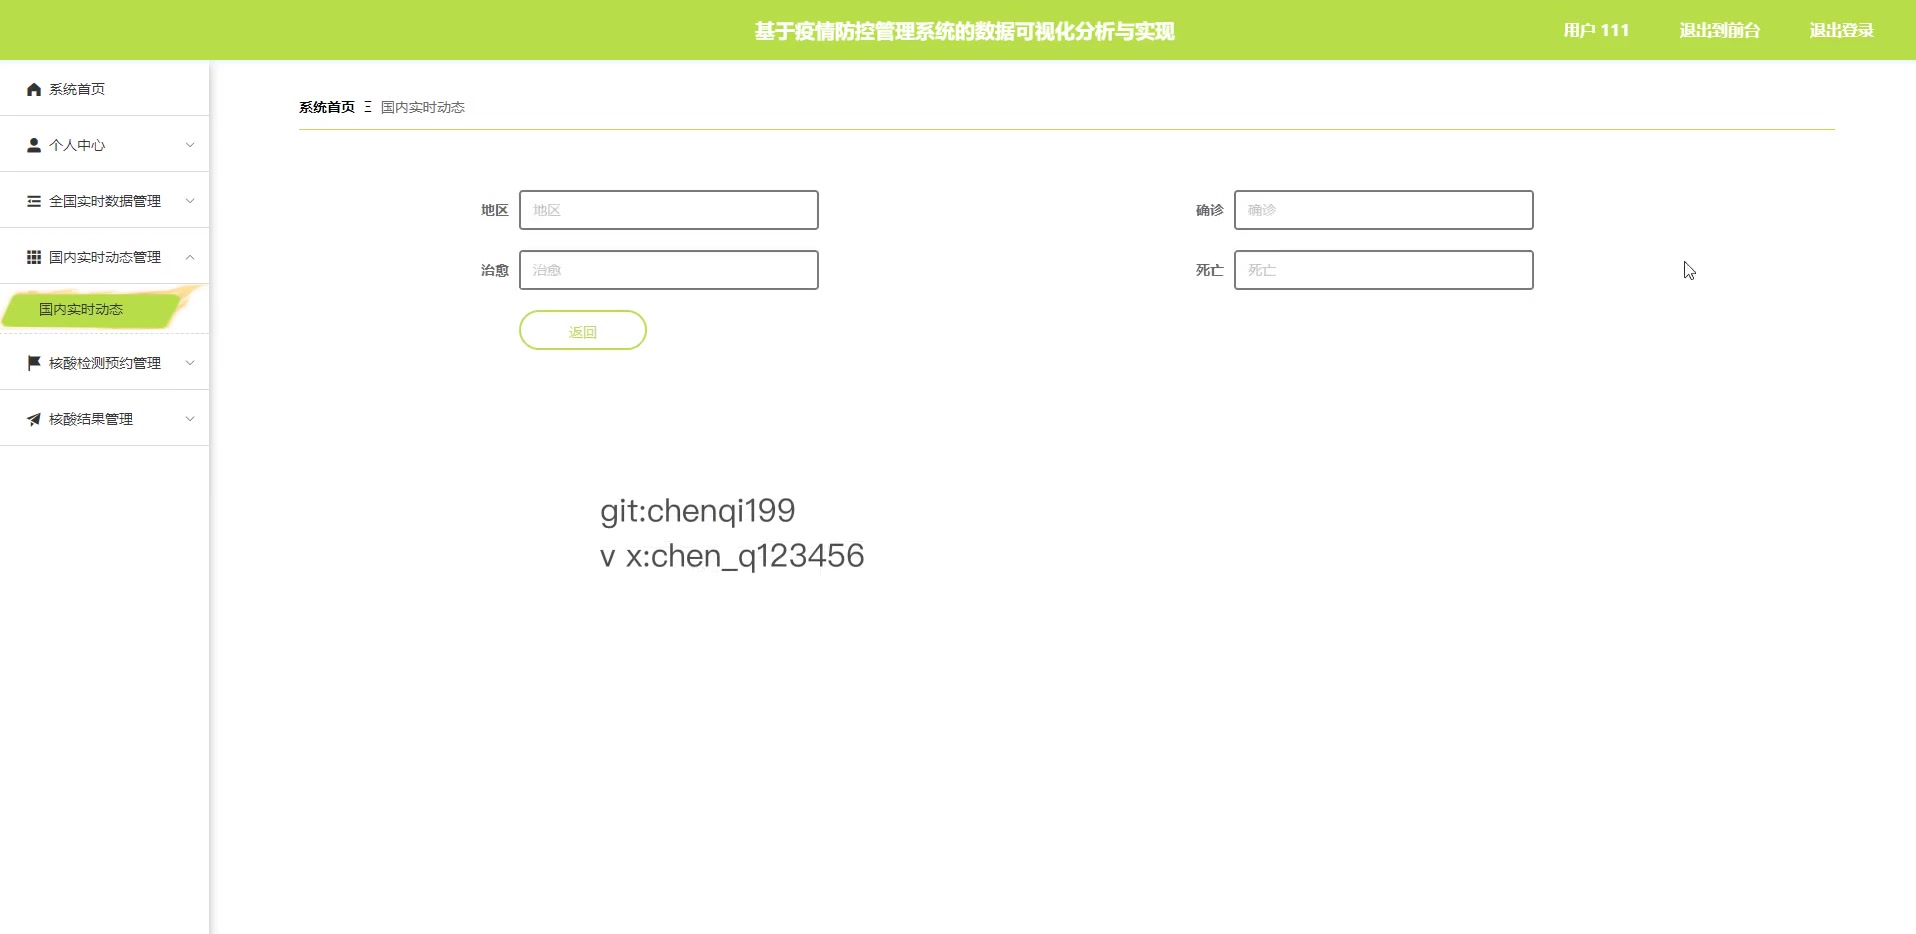 基于疫情防控管理系统的数据可视化分析与实现
用户 111
退出到前台
退出登录
系统首页
个人中心
全国实时数据管理
国内实时动态管理
国内实时动态
核酸检测预约管理
核酸结果管理
系统首页 Ξ 国内实时动态
地区 地区
确诊 确诊
治愈 治愈
死亡 死亡
返回
git:chenqi199
v x:chen_q123456